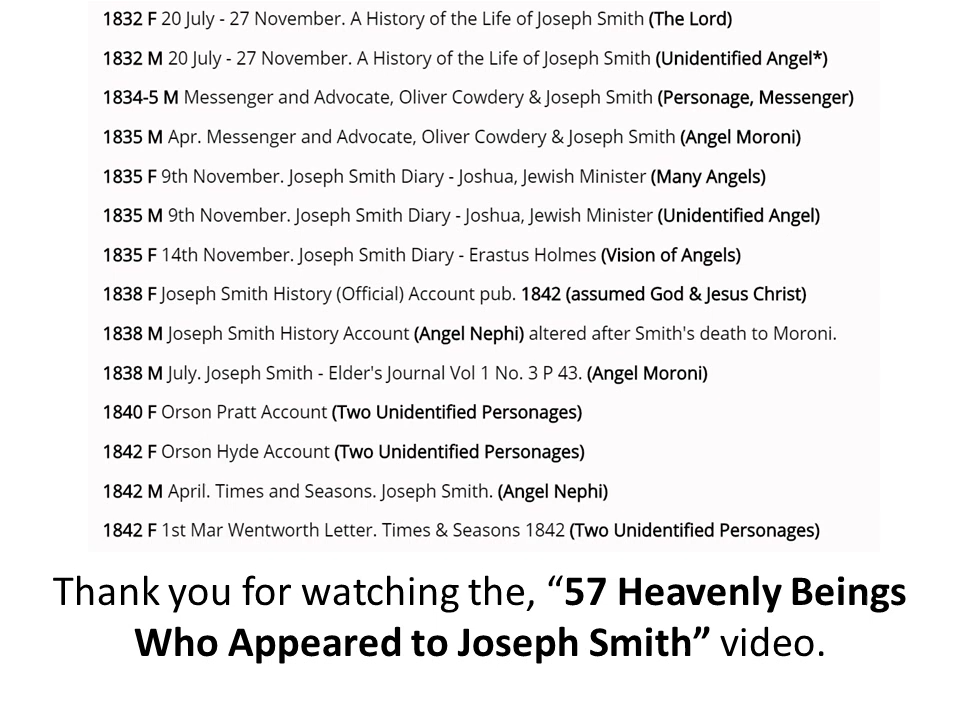 1832 F 20 July - 27 November. A History of the Life of Joseph Smith (The Lord)
1832 M 20 July - 27 November. A History of the Life of Joseph Smith (Unidentified Angel*)
1834-5 M Messenger and Advocate, Oliver Cowdery & Joseph Smith (Personage, Messenger)
1835 M Apr. Messenger and Advocate, Oliver Cowdery & Joseph Smith (Angel Moroni)
1835 F 9th November. Joseph Smith Diary - Joshua, Jewish Minister (Many Angels)
1835 M 9th November. Joseph Smith Diary - Joshua, Jewish Minister (Unidentified Angel)
1835 F 14th November. Joseph Smith Diary - Erastus Holmes (Vision of Angels)
1838 F Joseph Smith History (Official) Account pub. 1842 (assumed God & Jesus Christ)
1838 M Joseph Smith History Account (Angel Nephi) altered after Smith's death to Moroni.
1838 M July. Joseph Smith - Elder's Journal Vol 1 No. 3 P 43. (Angel Moroni)
1840 F Orson Pratt Account (Two Unidentified Personages)
1842 F Orson Hyde Account (Two Unidentified Personages)
1842 M April. Times and Seasons. Joseph Smith. (Angel Nephi)
1842 F 1st Mar Wentworth Letter. Times & Seasons 1842 (Two Unidentified Personages)
Thank you for watching the, “57 Heavenly Beings
Who Appeared to Joseph Smith” video.